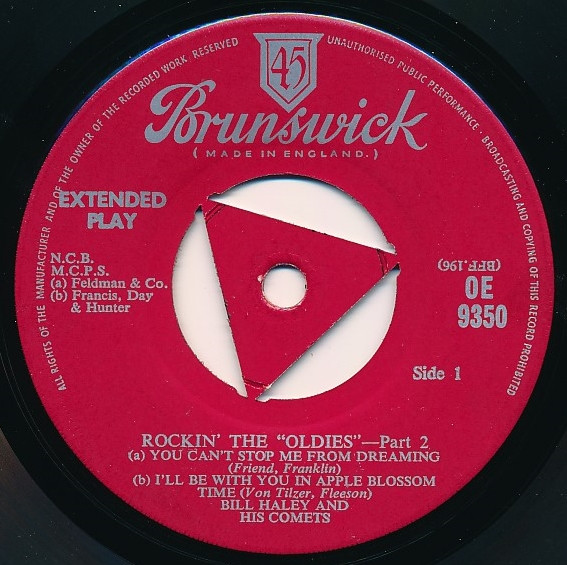 ALL RIGHTS OF THE MANUFACTURER AND OF THE OWNER OF THE RECORDED WORK RESERVED
UNAUTHORISED PUBLIC PERFORMANCE · BROADCASTING AND COPYING OF THIS RECORD PROHIBITED
45
Brunswick
( MADE IN ENGLAND. )
EXTENDED
PLAY
N.C.B.
M.C.P.S.
(a) Feldman & Co.
(b) Francis, Day
& Hunter
(BFF.196)
OE
9350
Side 1
ROCKIN' THE "OLDIES"—Part 2
(a) YOU CAN'T STOP ME FROM DREAMING
(Friend, Franklin)
(b) I'LL BE WITH YOU IN APPLE BLOSSOM
TIME (Von Tilzer, Fleeson)
BILL HALEY AND
HIS COMETS